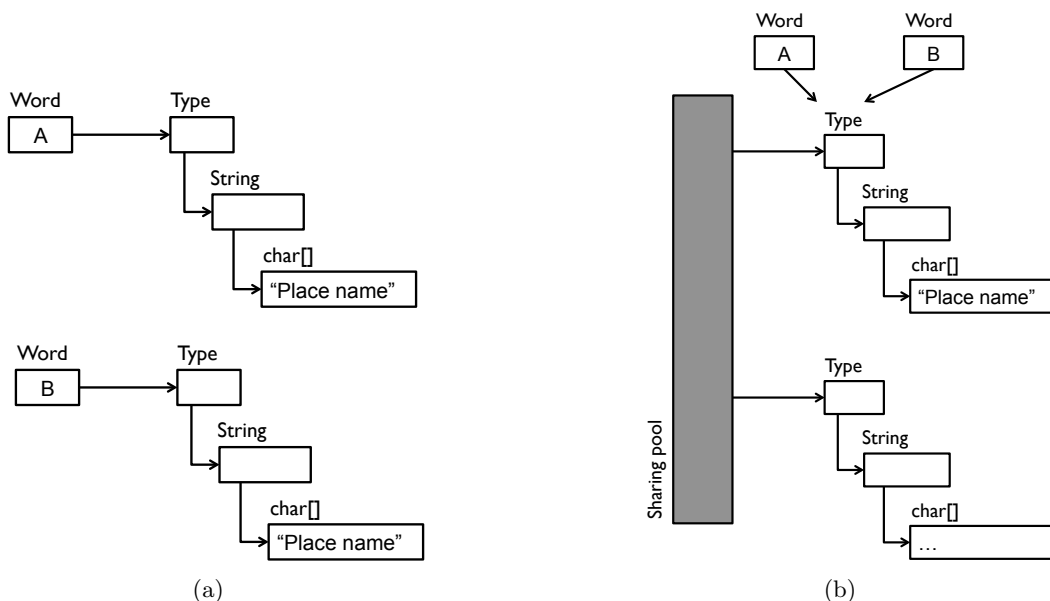 Word
Type
A
String
char[]
“Place name”
Word
Type
B
String
char[]
“Place name”
(a)
Word
Word
A
B
Type
String
char[]
“Place name”
Sharing pool
Type
String
char[]
…
(b)